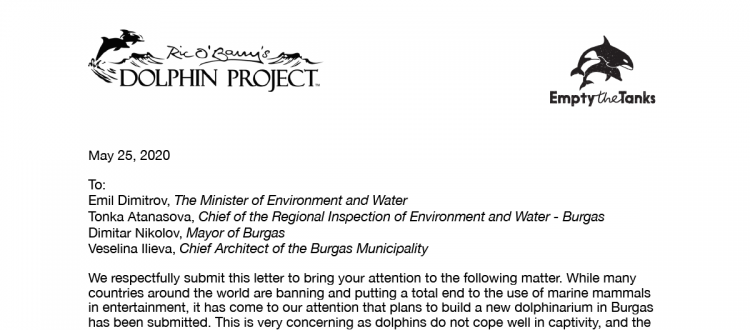 Ric O'Barry's
DOLPHIN PROJECT™
Empty the Tanks
May 25, 2020
To:
Emil Dimitrov, The Minister of Environment and Water
Tonka Atanasova, Chief of the Regional Inspection of Environment and Water - Burgas
Dimitar Nikolov, Mayor of Burgas
Veselina Ilieva, Chief Architect of the Burgas Municipality
We respectfully submit this letter to bring your attention to the following matter. While many
countries around the world are banning and putting a total end to the use of marine mammals
in entertainment, it has come to our attention that plans to build a new dolphinarium in Burgas
has been submitted. This is very concerning as dolphins do not cope well in captivity, and the